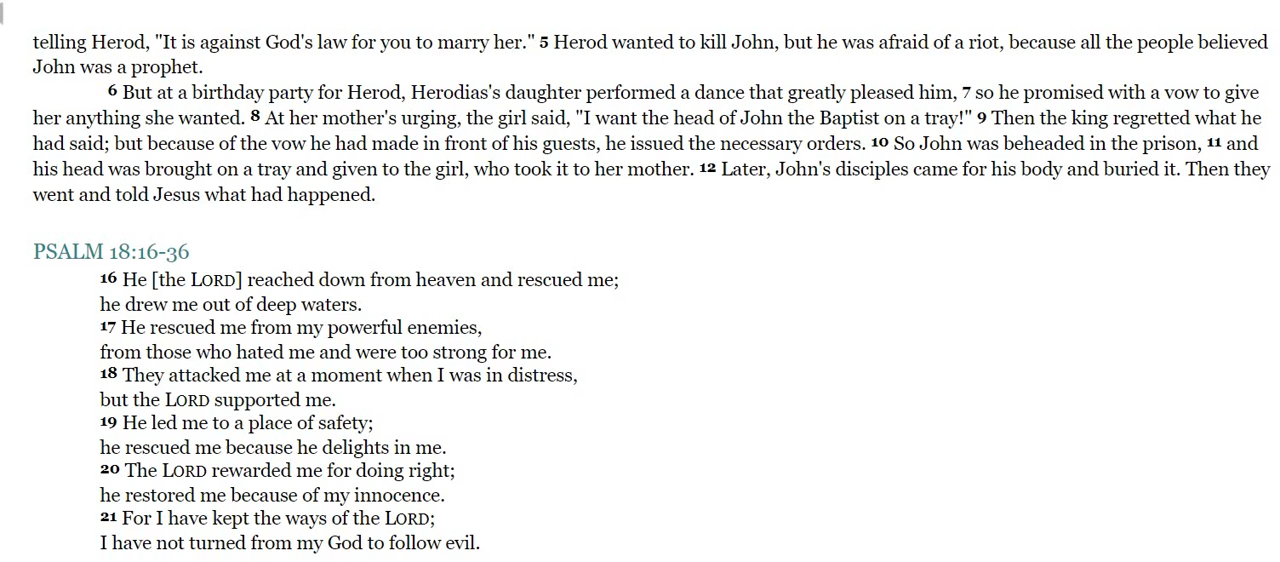 telling Herod, "It is against God's law for you to marry her." 5 Herod wanted to kill John, but he was afraid of a riot, because all the people believed
John was a prophet.
6 But at a birthday party for Herod, Herodias's daughter performed a dance that greatly pleased him, 7 so he promised with a vow to give
her anything she wanted. 8 At her mother's urging, the girl said, "I want the head of John the Baptist on a tray!" 9 Then the king regretted what he
had said; but because of the vow he had made in front of his guests, he issued the necessary orders. 10 So John was beheaded in the prison, 11 and
his head was brought on a tray and given to the girl, who took it to her mother. 12 Later, John's disciples came for his body and buried it. Then they
went and told Jesus what had happened.
PSALM 18:16-36
16 He [the LORD] reached down from heaven and rescued me;
he drew me out of deep waters.
17 He rescued me from my powerful enemies,
from those who hated me and were too strong for me.
18 They attacked me at a moment when I was in distress,
but the LORD supported me.
19 He led me to a place of safety;
he rescued me because he delights in me.
20 The LORD rewarded me for doing right;
he restored me because of my innocence.
21 For I have kept the ways of the LORD;
I have not turned from my God to follow evil.